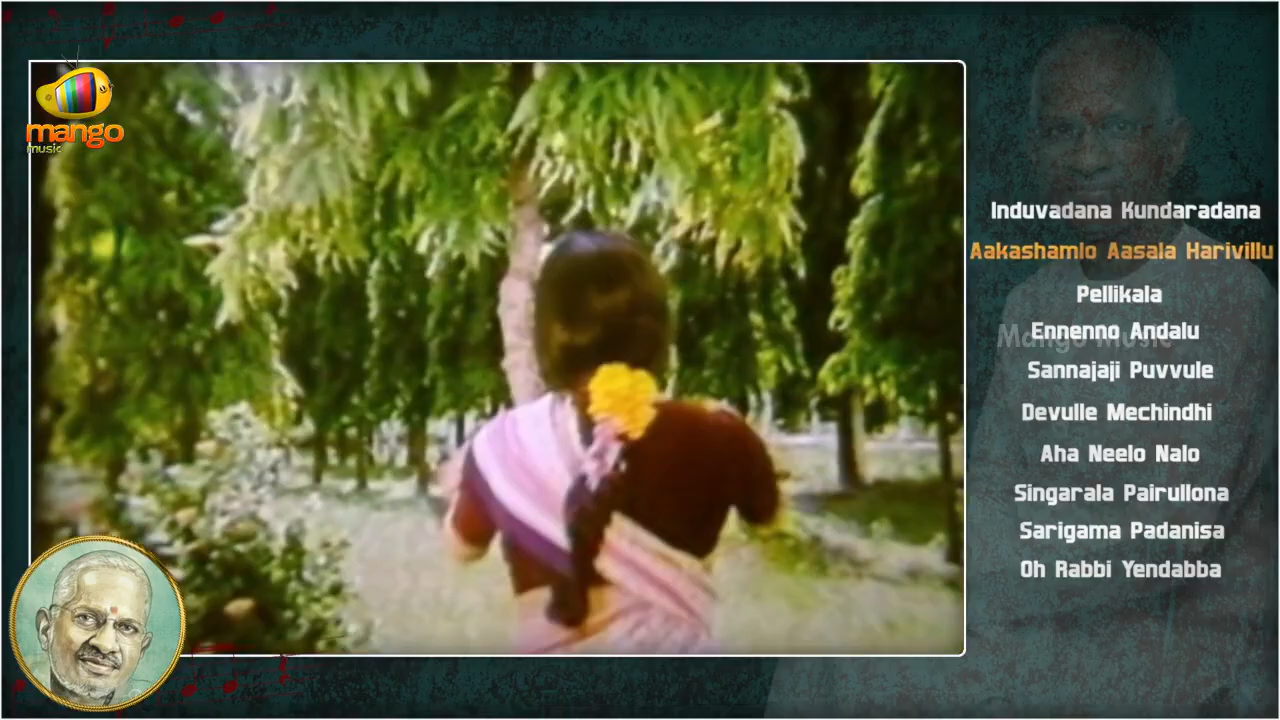 mango
music
Induvadana Kundaradana
Aakashamlo Aasala Harivillu
Pellikala
Ennenno Andalu
Mango Music
Sannajaji Puvvule
Devulle Mechindhi
Aha Neelo Nalo
Singarala Pairullona
Sarigama Padanisa
Oh Rabbi Yendabba